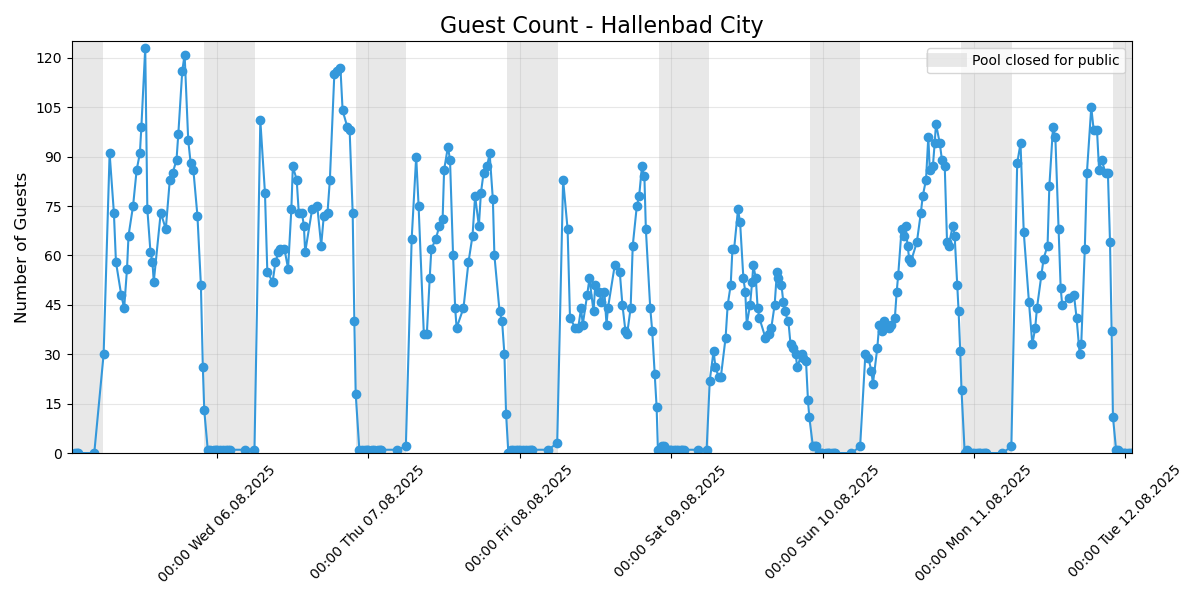 Guest Count - Hallenbad City
Pool closed for public
Number of Guests
120
105
90
75
60
45
30
15
0
00:00 Wed 06.08.2025
00:00 Thu 07.08.2025
00:00 Fri 08.08.2025
00:00 Sat 09.08.2025
00:00 Sun 10.08.2025
00:00 Mon 11.08.2025
00:00 Tue 12.08.2025